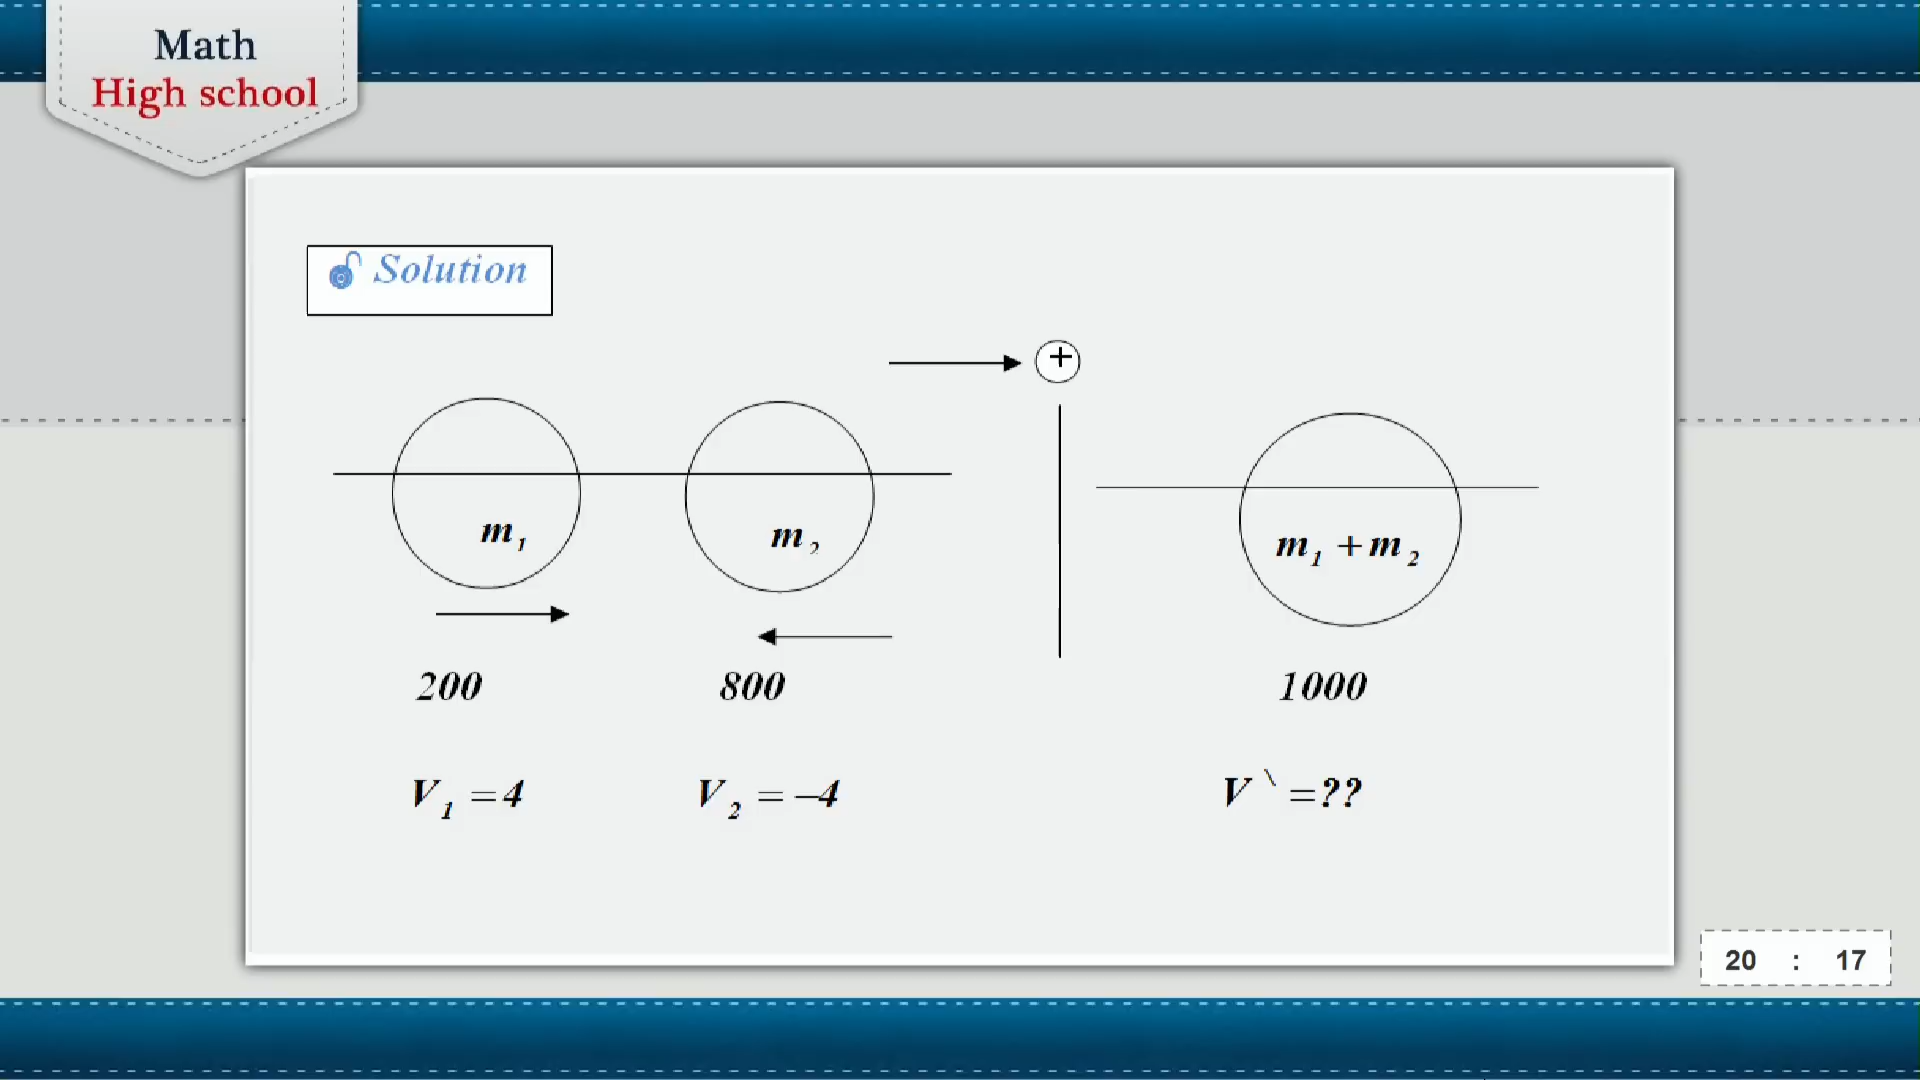 Math
High school
Solution
+
m₁ m₂ m₁ + m₂
200 800 1000
V₁ = 4 V₂ = –4 V` = ??
20 : 17